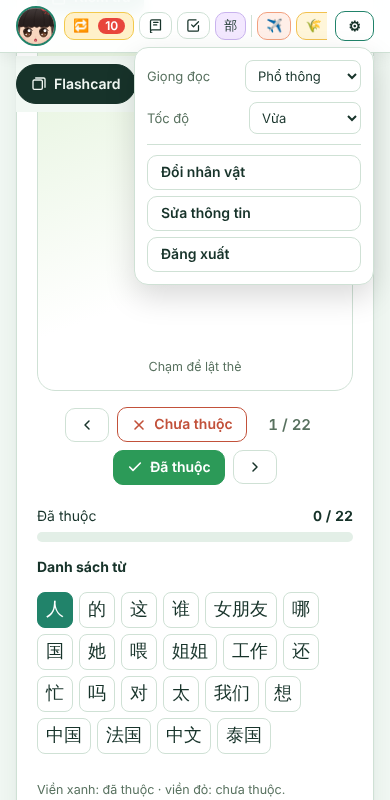 10
部
Flashcard
Giọng đọc
Phổ thông
Tốc độ
Vừa
Đổi nhân vật
Sửa thông tin
Đăng xuất
Chạm để lật thẻ
Chưa thuộc
1 / 22
Đã thuộc
Đã thuộc
0 / 22
Danh sách từ
人 的 这 谁 女朋友 哪
国 她 喂 姐姐 工作 还
忙 吗 对 太 我们 想
中国 法国 中文 泰国
Viền xanh: đã thuộc · viền đỏ: chưa thuộc.